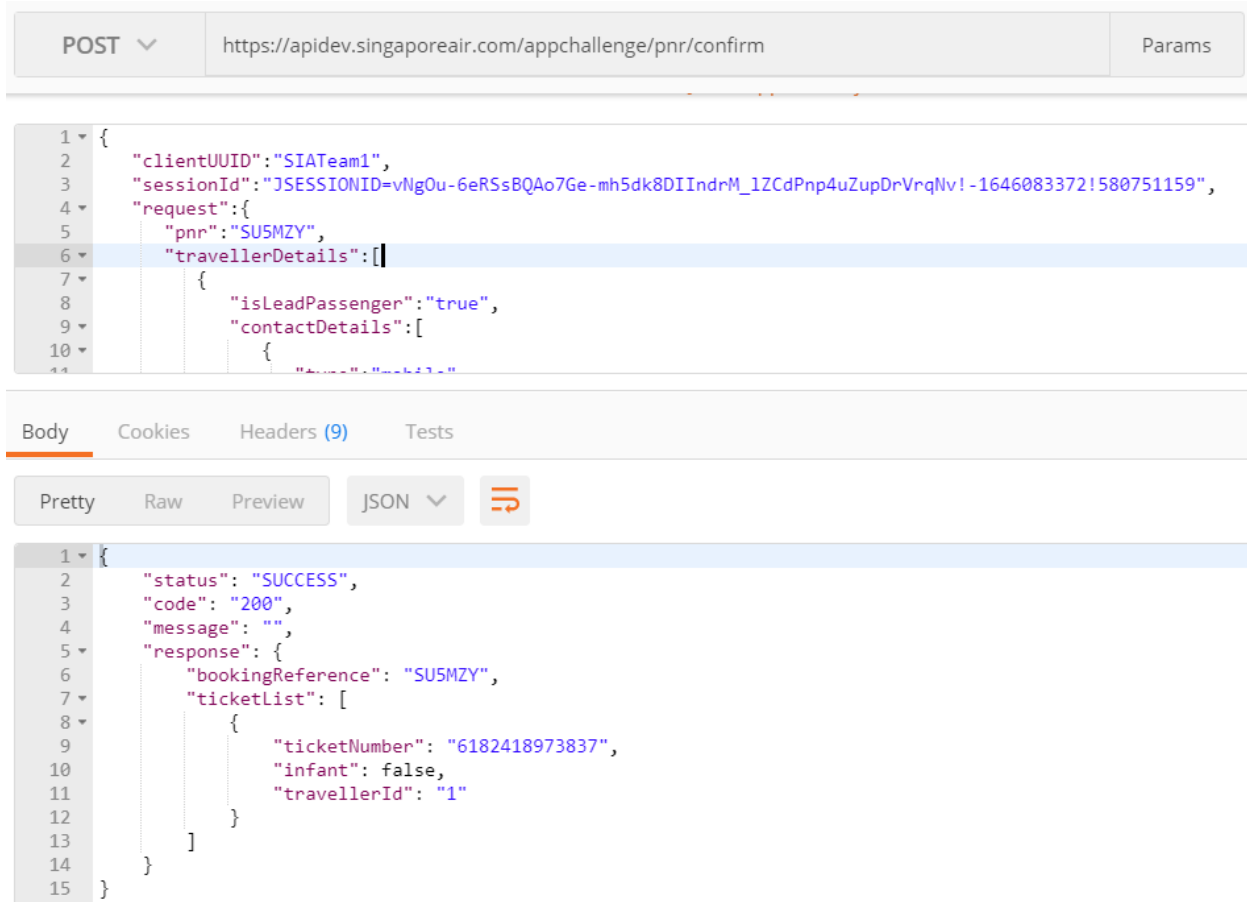 POST https://apidev.singaporeair.com/appchallenge/pnr/confirm Params
1 {
2 "clientUUID":"SIATeam1",
3 "sessionId":"JSESSIONID=vNgOu-6eRSsBQAo7Ge-mh5dk8DIIndrM_lZCdPnp4uZupDrVrqNv!-1646083372!580751159",
4 "request":{
5 "pnr":"SU5MZY",
6 "travellerDetails":[
7 {
8 "isLeadPassenger":"true",
9 "contactDetails":[
10 {
11 "type":"mobile"
Body Cookies Headers (9) Tests
Pretty Raw Preview JSON
1 {
2 "status": "SUCCESS",
3 "code": "200",
4 "message": "",
5 "response": {
6 "bookingReference": "SU5MZY",
7 "ticketList": [
8 {
9 "ticketNumber": "6182418973837",
10 "infant": false,
11 "travellerId": "1"
12 }
13 ]
14 }
15 }